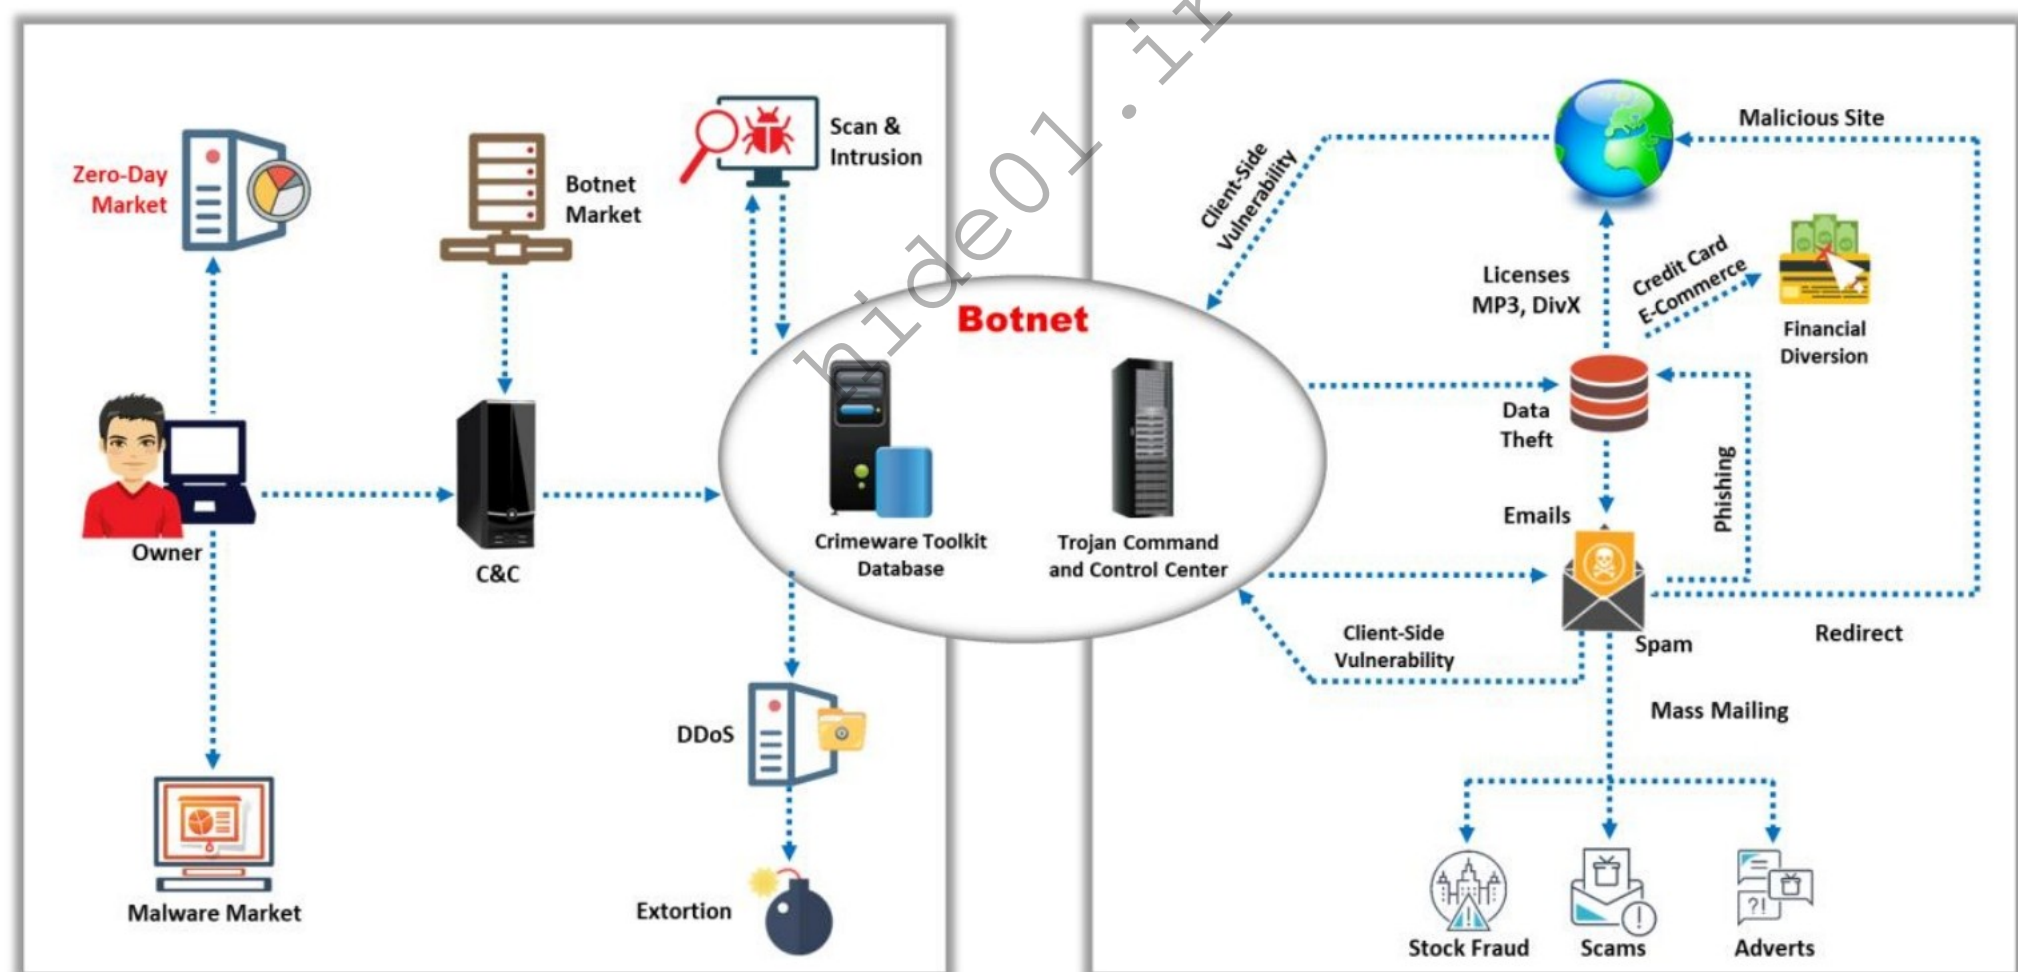 Zero-Day
Market
Botnet
Market
Scan &
Intrusion
Owner
C&C
Malware Market
DDoS
Extortion
Botnet
Crimeware Toolkit
Database
Trojan Command
and Control Center
Client-Side
Vulnerability
Malicious Site
Licenses
MP3, DivX
Credit Card
E-Commerce
Financial
Diversion
Data
Theft
Phishing
Emails
Spam
Redirect
Client-Side
Vulnerability
Mass Mailing
Stock Fraud
Scams
Adverts
?!
hide01.ir